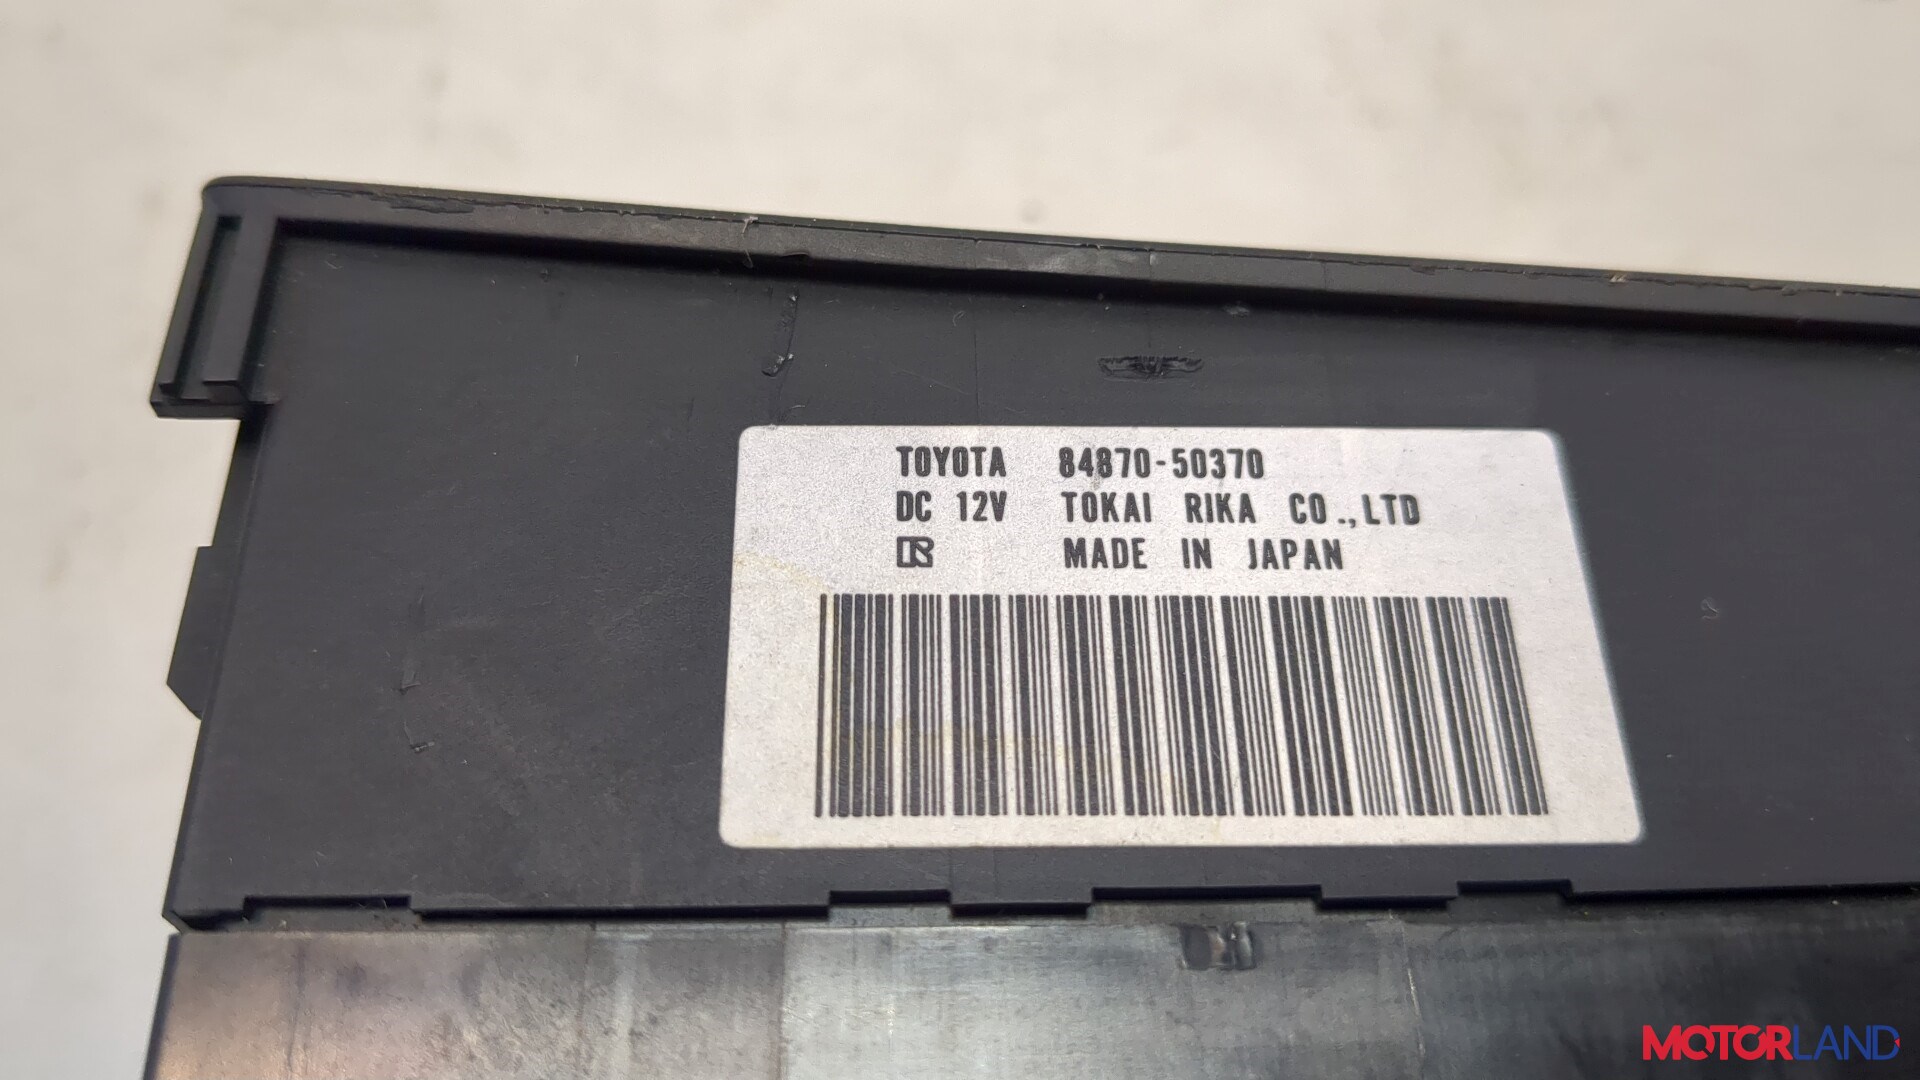 TOYOTA 84870-50370
DC 12V TOKAI RIKA CO.,LTD
R MADE IN JAPAN
MOTORLAND